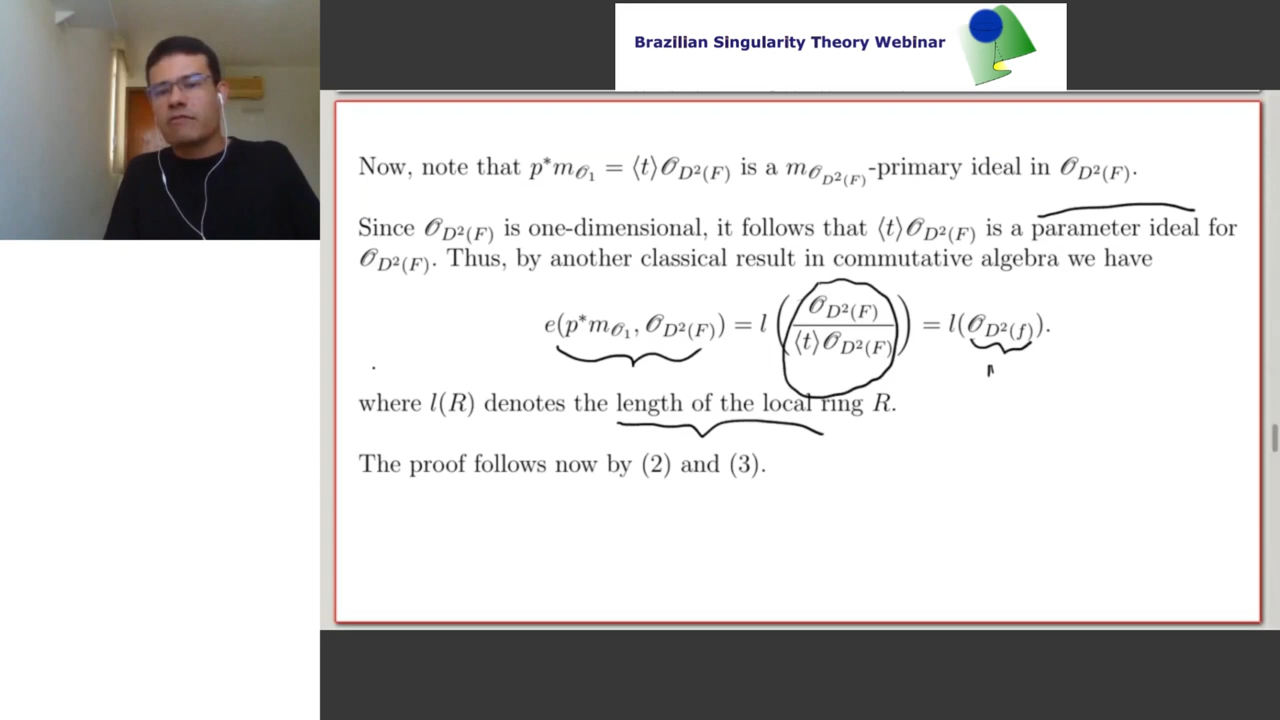 Brazilian Singularity Theory Webinar
Now, note that p*m_{𝒪₁} = ⟨t⟩𝒪_{D²(F)} is a m_{𝒪_{D²(F)}}-primary ideal in 𝒪_{D²(F)}.
Since 𝒪_{D²(F)} is one-dimensional, it follows that ⟨t⟩𝒪_{D²(F)} is a parameter ideal for
𝒪_{D²(F)}. Thus, by another classical result in commutative algebra we have
e(p*m_{𝒪₁}, 𝒪_{D²(F)}) = l(𝒪_{D²(F)} / ⟨t⟩𝒪_{D²(F)}) = l(𝒪_{D²(f)}).
where l(R) denotes the length of the local ring R.
The proof follows now by (2) and (3).